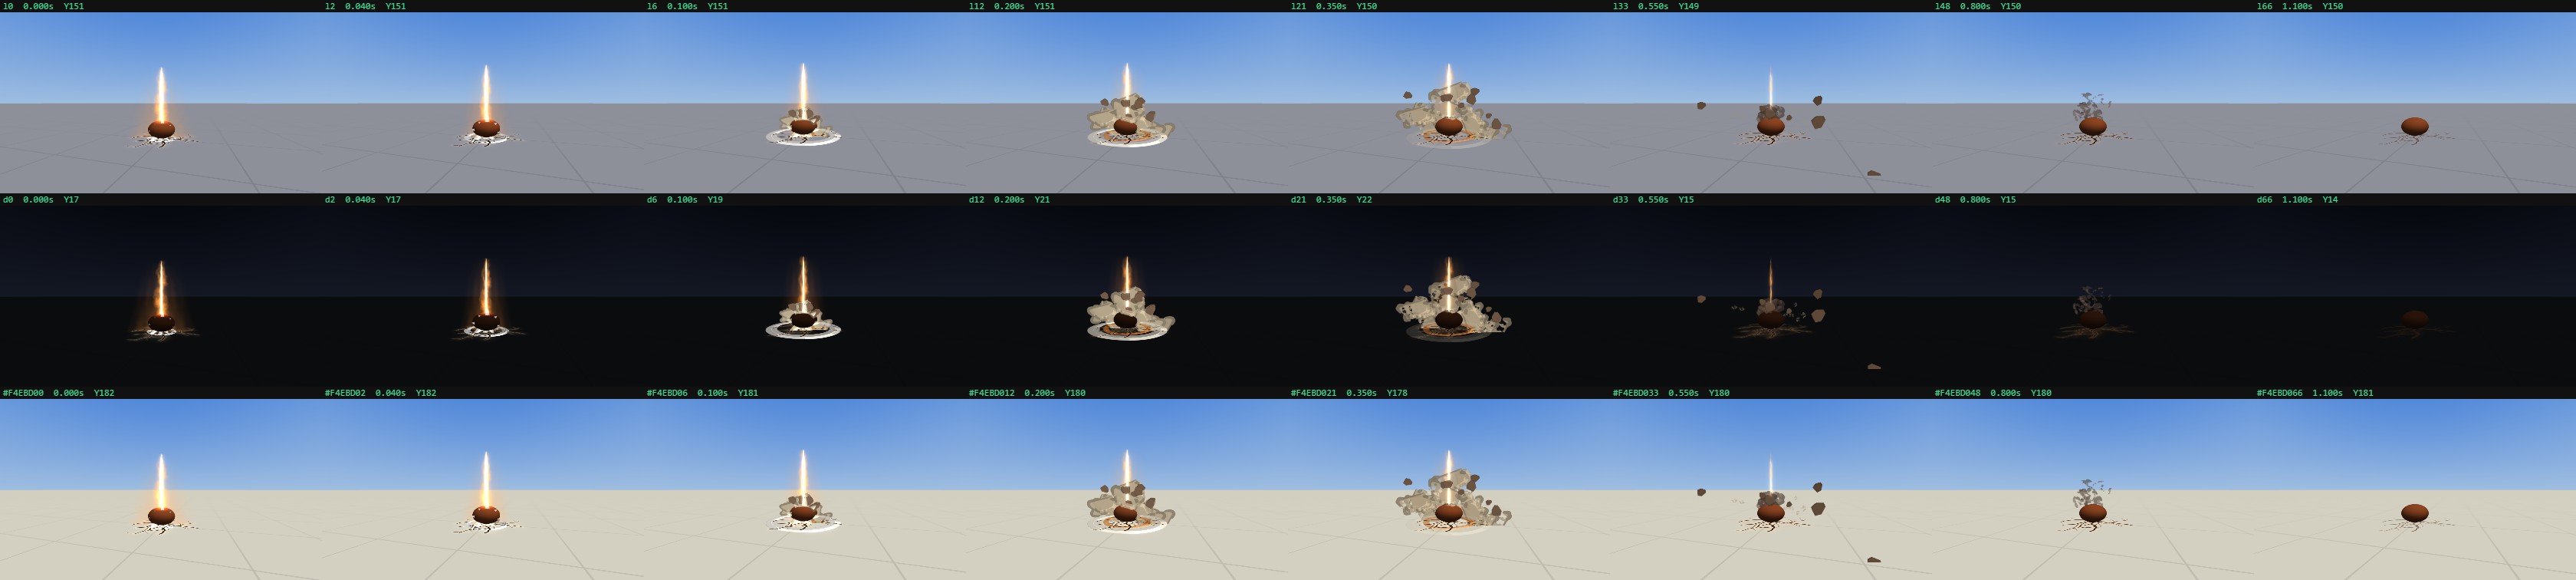 l0 0.000s Y151
l2 0.040s Y151
l6 0.100s Y151
l12 0.200s Y151
l21 0.350s Y150
l33 0.550s Y149
l48 0.800s Y150
l66 1.100s Y150
d0 0.000s Y17
d2 0.040s Y17
d6 0.100s Y19
d12 0.200s Y21
d21 0.350s Y22
d33 0.550s Y15
d48 0.800s Y15
d66 1.100s Y14
#F4EBD00 0.000s Y182
#F4EBD02 0.040s Y182
#F4EBD06 0.100s Y181
#F4EBD012 0.200s Y180
#F4EBD021 0.350s Y178
#F4EBD033 0.550s Y180
#F4EBD048 0.800s Y180
#F4EBD066 1.100s Y181